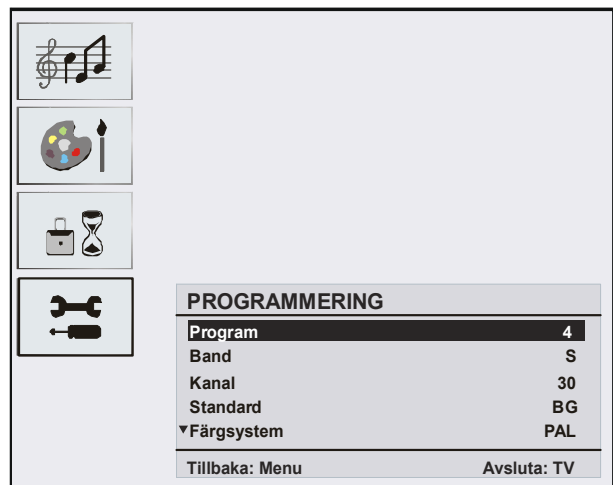 PROGRAMMERING
Program 4
Band S
Kanal 30
Standard BG
▼Färgsystem PAL
Tillbaka: Menu Avsluta: TV